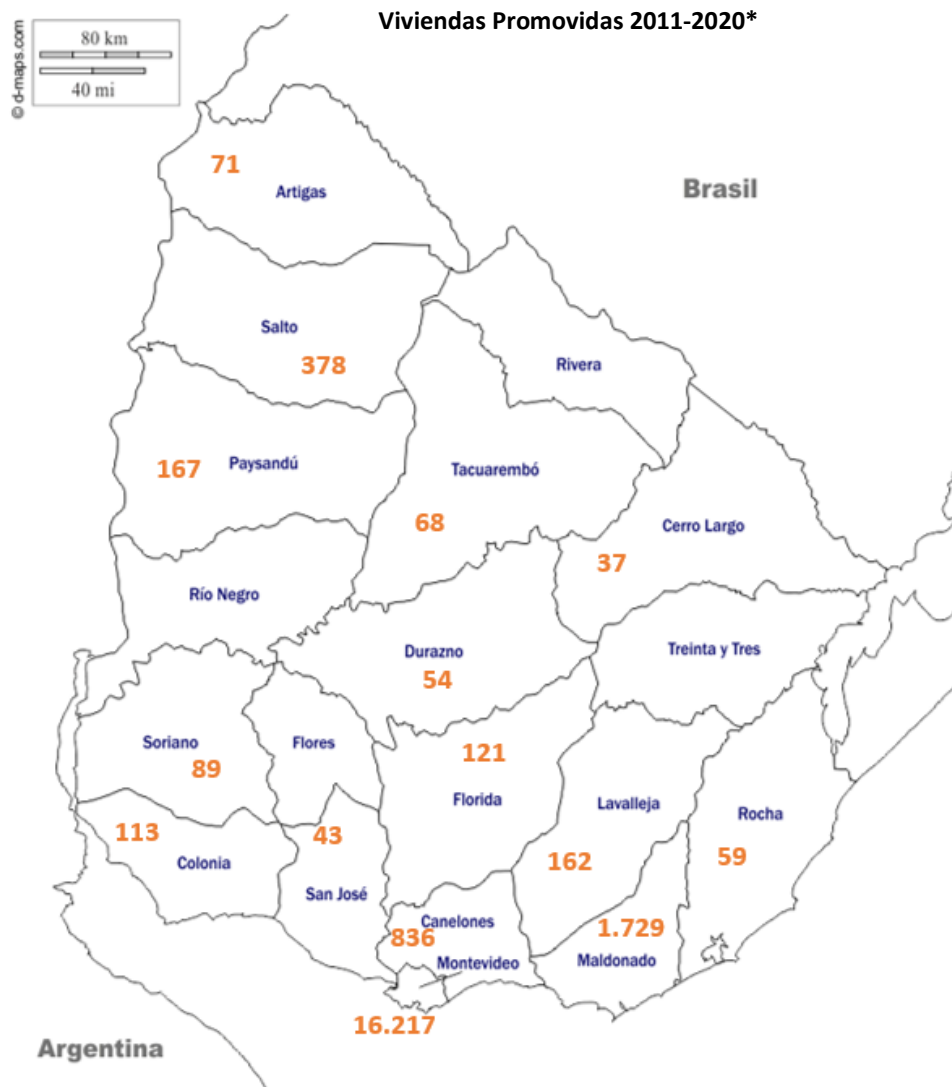 Viviendas Promovidas 2011-2020*
80 km
40 mi
© d-maps.com
71
Artigas
Brasil
Salto
378
Rivera
167
Paysandú
Tacuarembó
68
Cerro Largo
37
Río Negro
Durazno
54
Treinta y Tres
Soriano
89
Flores
121
Florida
Lavalleja
162
Rocha
59
113
Colonia
43
San José
Canelones
836
Montevideo
1.729
Maldonado
16.217
Argentina